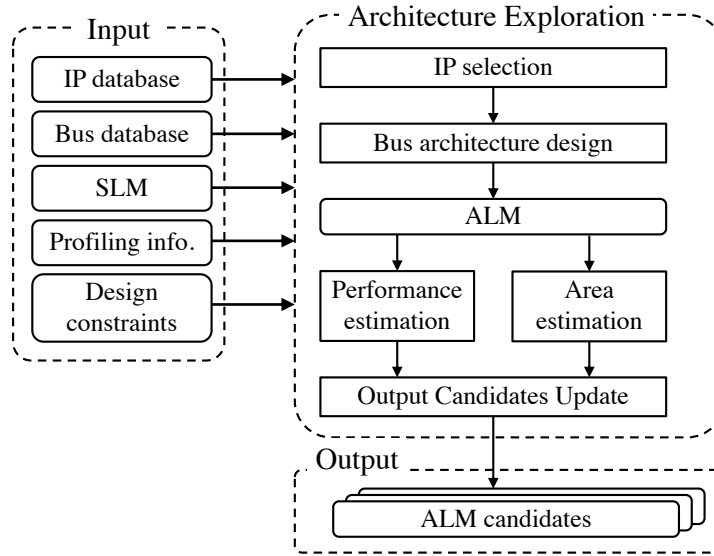 Input
IP database
Bus database
SLM
Profiling info.
Design
constraints
Architecture Exploration
IP selection
Bus architecture design
ALM
Performance
estimation
Area
estimation
Output Candidates Update
Output
ALM candidates